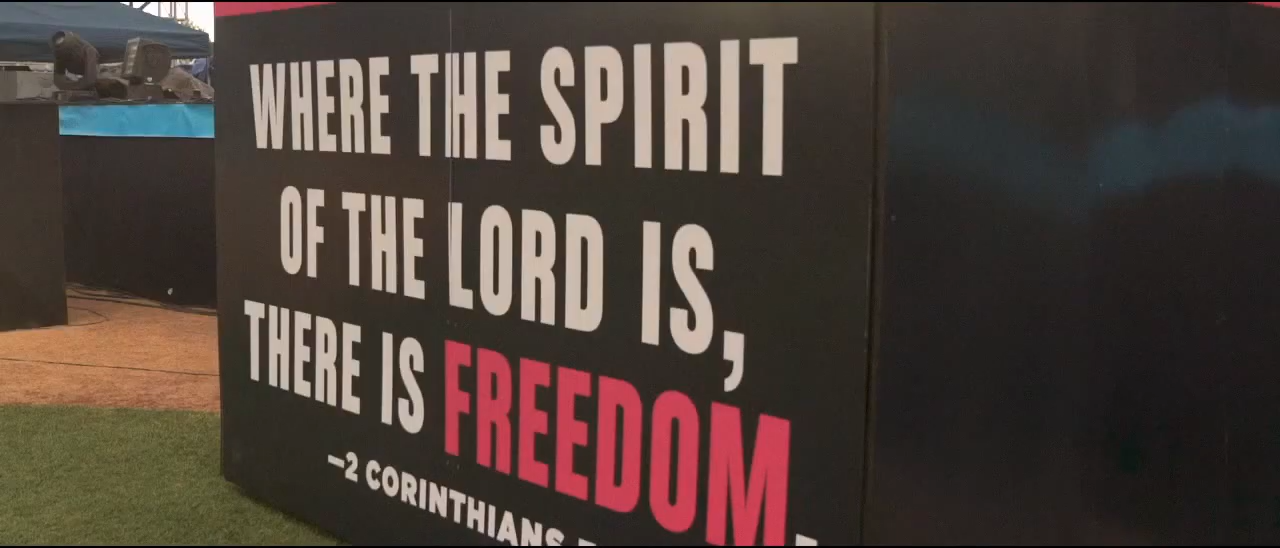 WHERE THE SPIRIT
OF THE LORD IS,
THERE IS FREEDOM.
–2 CORINTHIANS